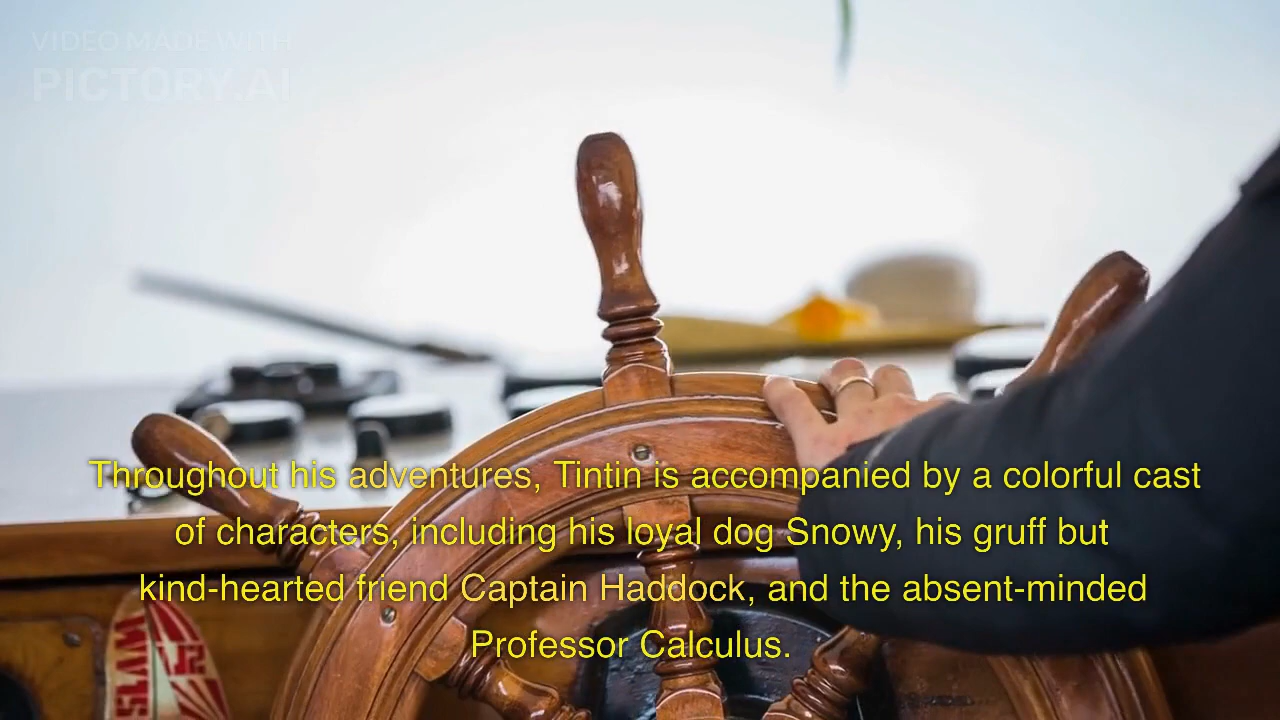 VIDEO MADE WITH
PICTORY.AI
Throughout his adventures, Tintin is accompanied by a colorful cast
of characters, including his loyal dog Snowy, his gruff but
kind-hearted friend Captain Haddock, and the absent-minded
Professor Calculus.
SLAM